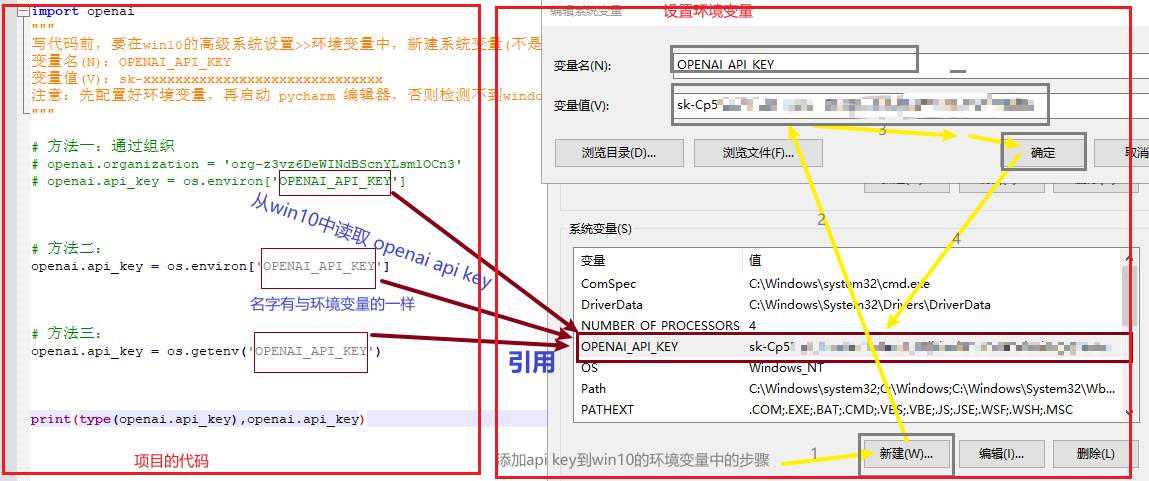 import openai
"""
写代码前，要在win10的高级系统设置>>环境变量中，新建系统变量(不是
变量名(N): OPENAI_API_KEY
变量值(V): sk-xxxxxxxxxxxxxxxxxxxxxxxxxxxxxx
注意：先配置好环境变量，再启动 pycharm 编辑器，否则检测不到window
"""
# 方法一：通过组织
# openai.organization = 'org-z3vz6DeWINdBScnYLsmlOCn3'
# openai.api_key = os.environ['OPENAI_API_KEY']
从win10中读取 openai api key
# 方法二:
openai.api_key = os.environ['OPENAI_API_KEY']
名字有与环境变量的一样
# 方法三:
openai.api_key = os.getenv('OPENAI_API_KEY')
引用
print(type(openai.api_key),openai.api_key)
项目的代码
编辑系统变量
设置环境变量
变量名(N):
OPENAI_API_KEY
变量值(V):
sk-Cp5
3
浏览目录(D)...
浏览文件(F)...
确定
取消
2
4
系统变量(S)
变量 值
ComSpec C:\Windows\system32\cmd.exe
DriverData C:\Windows\System32\Drivers\DriverData
NUMBER_OF_PROCESSORS 4
OPENAI_API_KEY sk-Cp5
OS Windows_NT
Path C:\Windows\system32;C:\Windows;C:\Windows\System32\Wb...
PATHEXT .COM;.EXE;.BAT;.CMD;.VBS;.VBE;.JS;.JSE;.WSF;.WSH;.MSC
添加api key到win10的环境变量中的步骤
1
新建(W)...
编辑(I)...
删除(L)